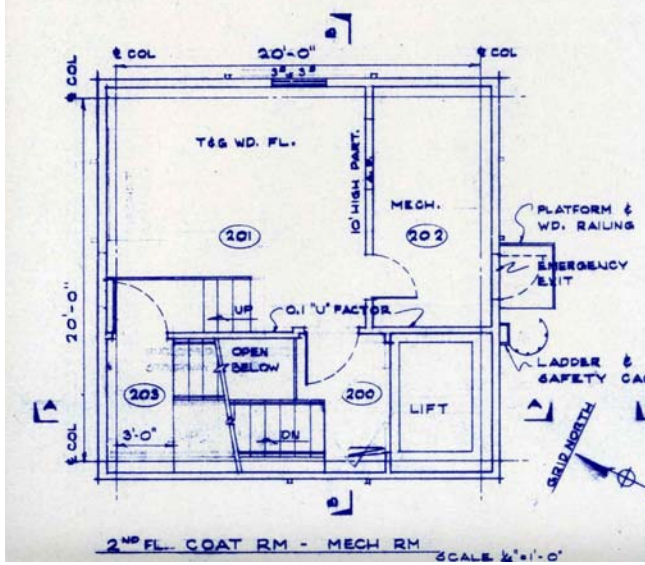 B
℄ COL
20'-0"
℄ COL
3° x 3°
℄ COL
T&G WD. FL.
10' HIGH PART.
MECH.
201
202
PLATFORM &
WD. RAILING
EMERGENCY
EXIT
20'-0"
UP
0.1 "U" FACTOR
OPEN
BELOW
203
200
LIFT
LADDER &
SAFETY CA
A
3'-0"
DN
A
℄ COL
GRID NORTH
B
2ND FL. COAT RM - MECH RM
SCALE ¼"=1'-0"